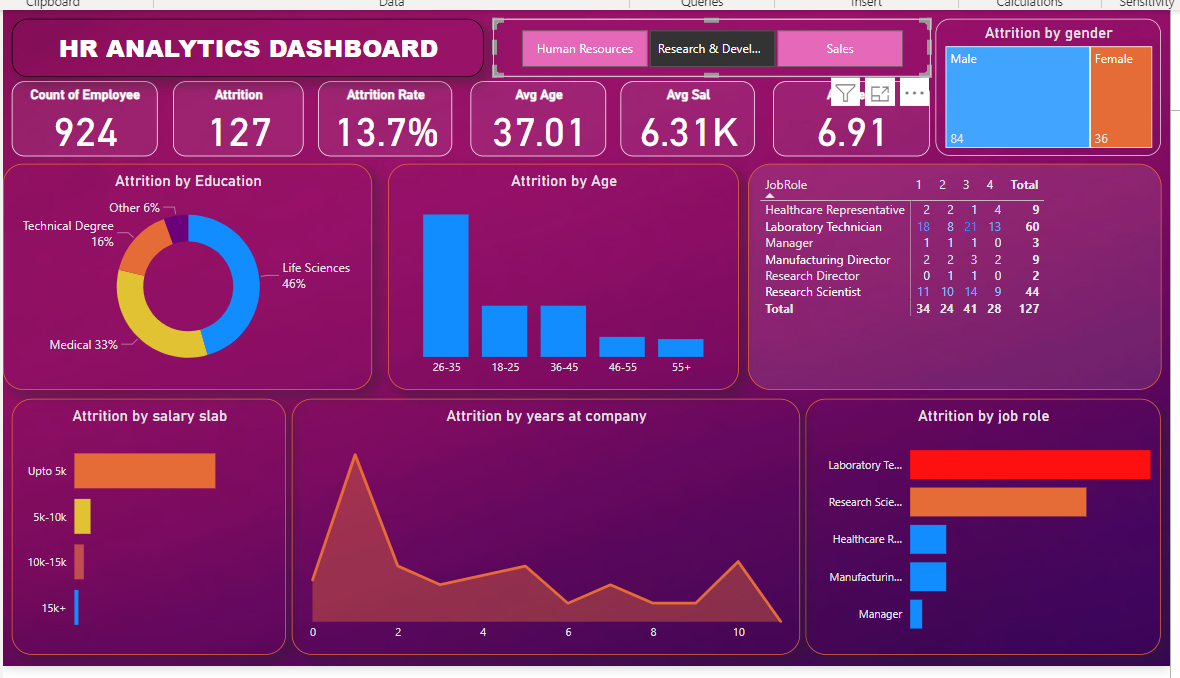 Clipboard
Data
Queries
Insert
Calculations
Sensitivity
HR ANALYTICS DASHBOARD
Human Resources
Research & Devel...
Sales
Attrition by gender
Male
84
Female
36
Count of Employee
924
Attrition
127
Attrition Rate
13.7%
Avg Age
37.01
Avg Sal
6.31K
6.91
Attrition by Education
Other 6%
Technical Degree
16%
Life Sciences
46%
Medical 33%
Attrition by Age
26-35 18-25 36-45 46-55 55+
JobRole 1 2 3 4 Total
Healthcare Representative 2 2 1 4 9
Laboratory Technician 18 8 21 13 60
Manager 1 1 1 0 3
Manufacturing Director 2 2 3 2 9
Research Director 0 1 1 0 2
Research Scientist 11 10 14 9 44
Total 34 24 41 28 127
Attrition by salary slab
Upto 5k
5k-10k
10k-15k
15k+
Attrition by years at company
0 2 4 6 8 10
Attrition by job role
Laboratory Te...
Research Scie...
Healthcare R...
Manufacturin...
Manager